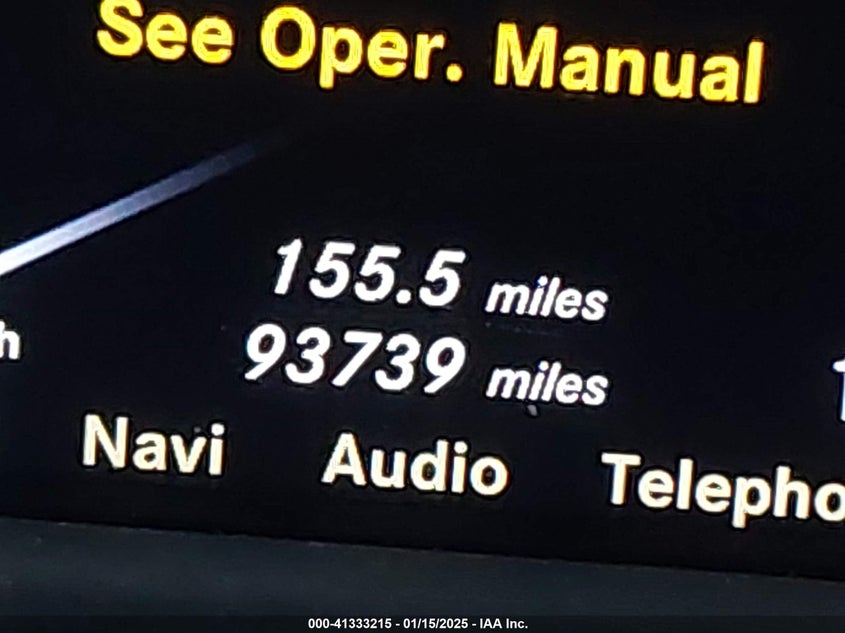 See Oper. Manual
155.5 miles
93739 miles
h
Navi Audio Telepho
000-41333215 - 01/15/2025 - IAA Inc.